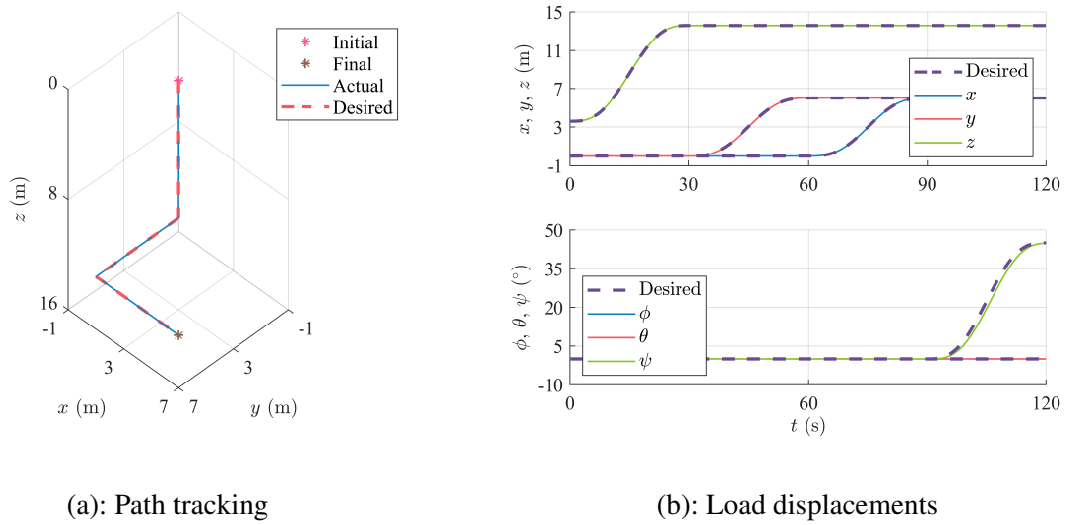 Initial
Final
Actual
Desired
0
8
16
z (m)
-1
3
7
x (m)
7
3
-1
y (m)
(a): Path tracking
15
11
7
3
-1
x, y, z (m)
Desired
x
y
z
0
30
60
90
120
50
35
20
5
-10
ϕ, θ, ψ (°)
Desired
ϕ
θ
ψ
0
60
120
t (s)
(b): Load displacements